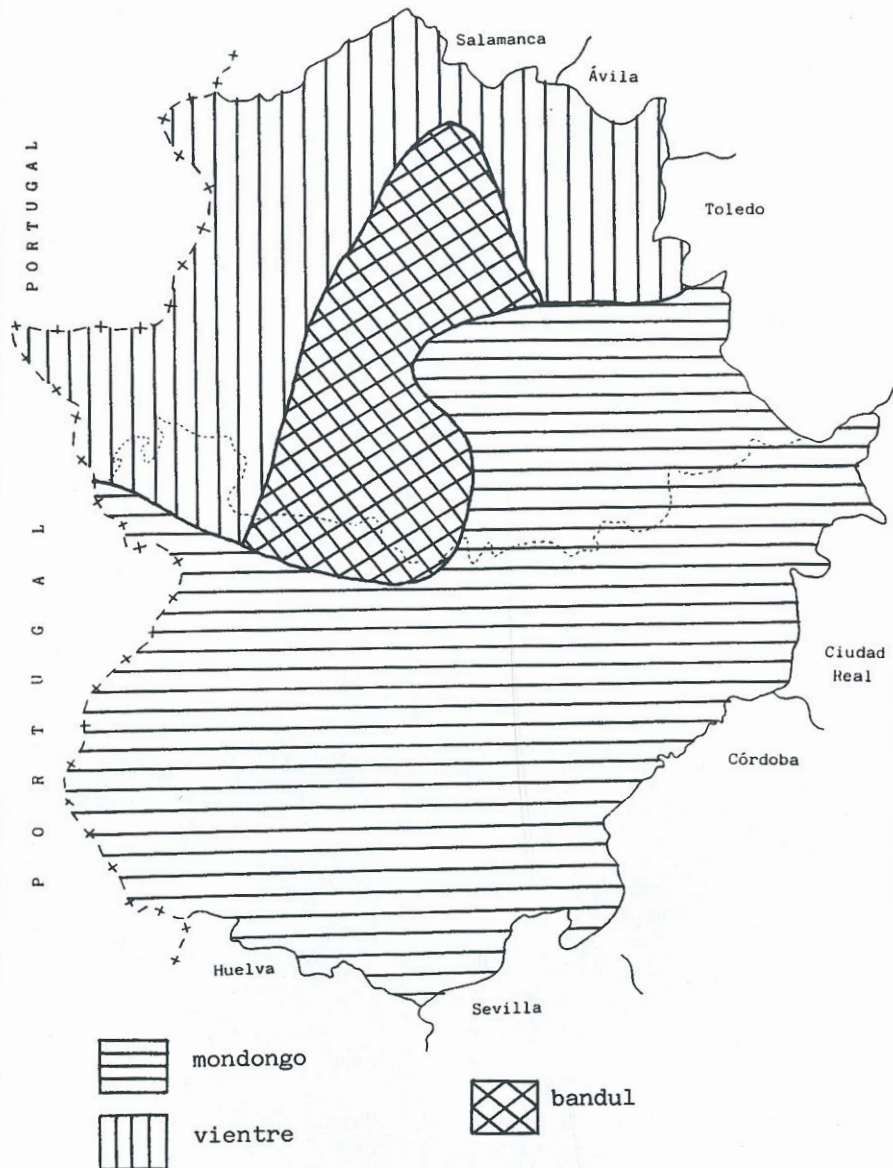 Salamanca
Ávila
PORTUGAL
Toledo
PORTUGAL
Ciudad
Real
Córdoba
Huelva
Sevilla
mondongo
bandul
vientre